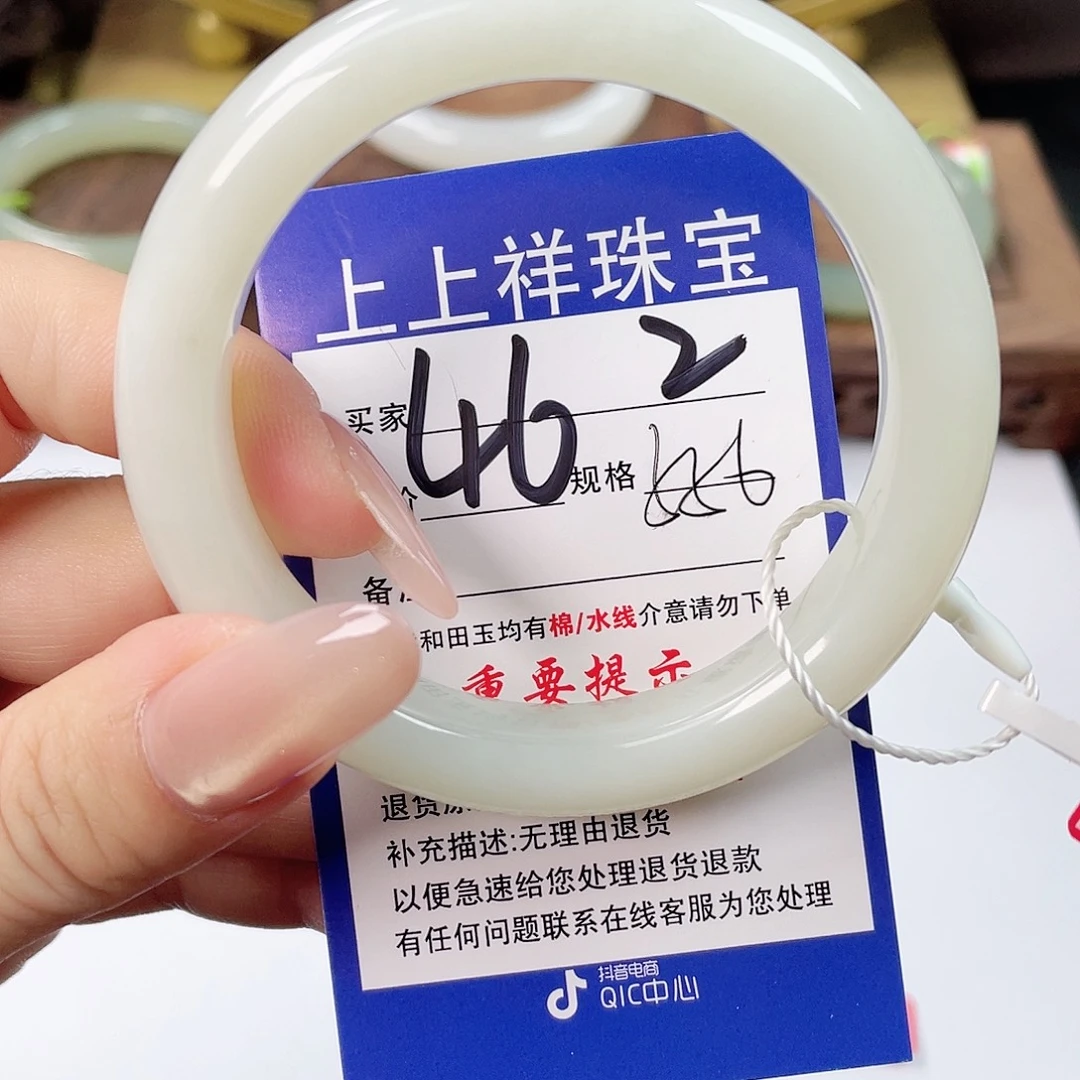 上上祥珠宝
2
买家
46
价 规格
备注
和田玉均有棉/水线介意请勿下单
重要提示
退货原
补充描述:无理由退货
以便急速给您处理退货退款
有任何问题联系在线客服为您处理
抖音电商
QIC中心